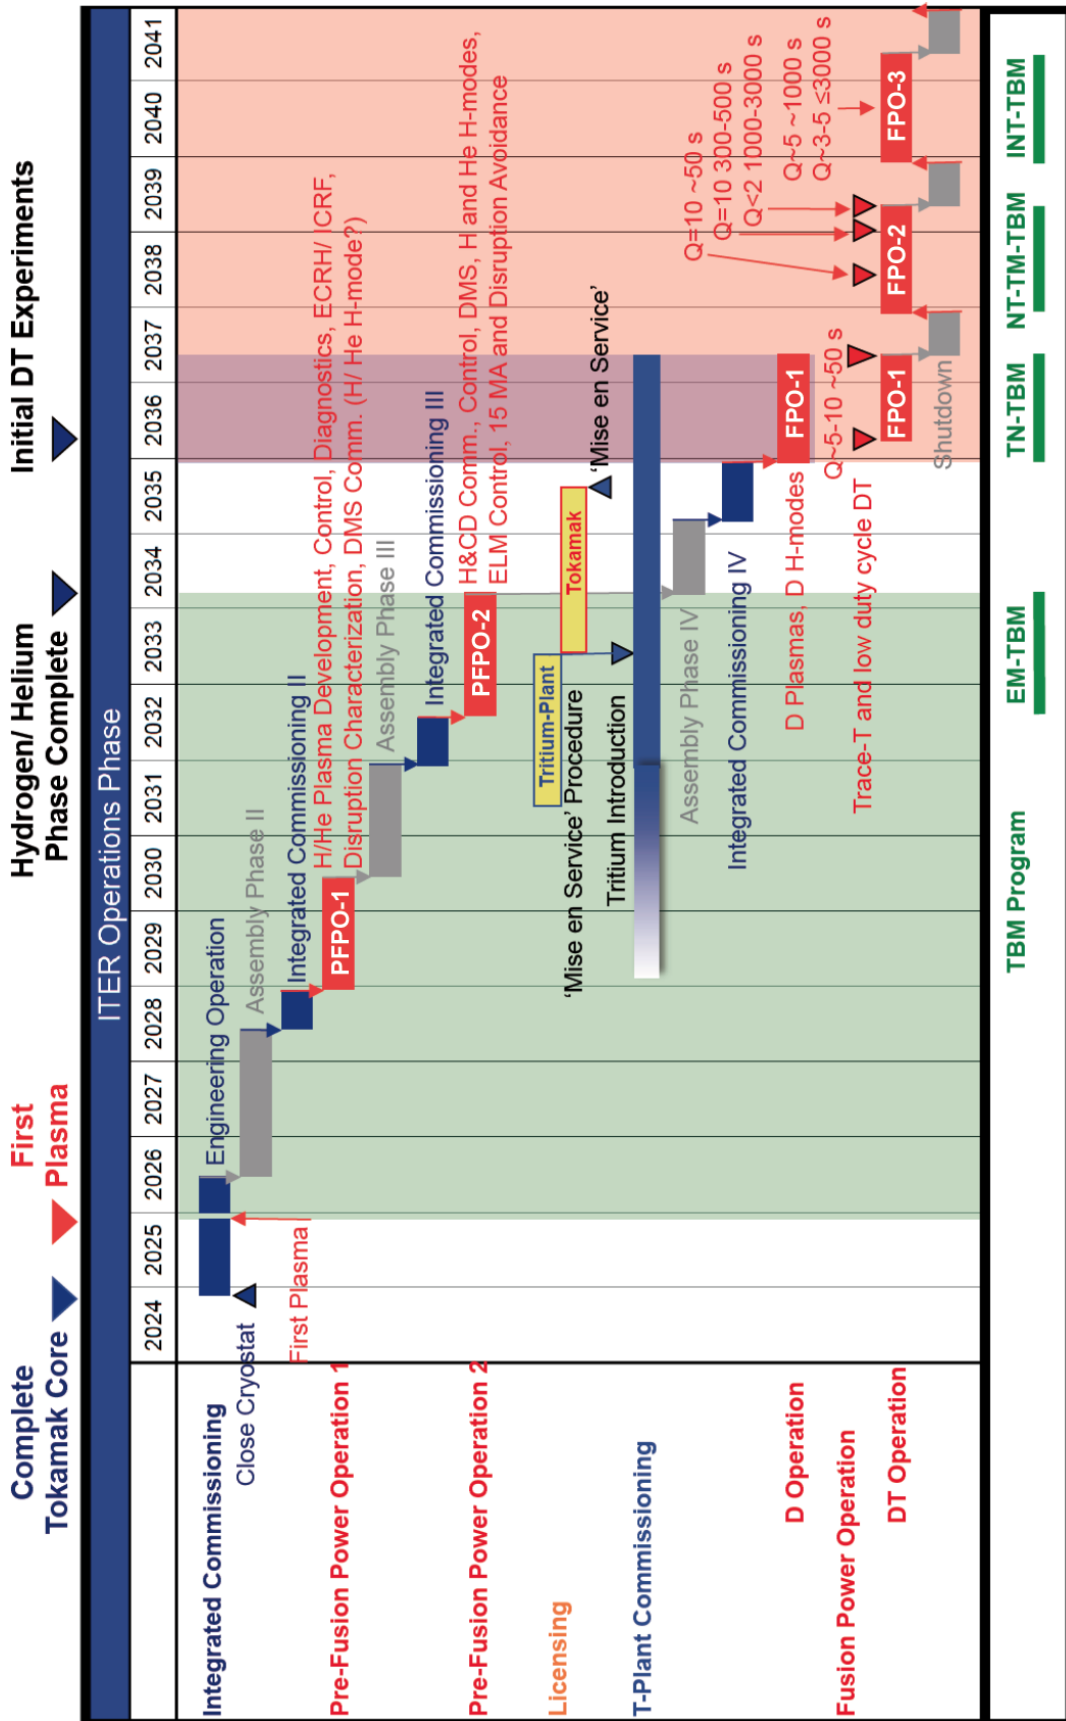 Complete
Tokamak Core
First
Plasma
Hydrogen/ Helium
Phase Complete
Initial DT Experiments
ITER Operations Phase
2024 2025 2026 2027 2028 2029 2030 2031 2032 2033 2034 2035 2036 2037 2038 2039 2040 2041
Integrated Commissioning
Engineering Operation
Close Cryostat
Assembly Phase II
First Plasma
Integrated Commissioning II
Pre-Fusion Power Operation 1
PFPO-1
H/He Plasma Development, Control, Diagnostics, ECRH/ ICRF,
Disruption Characterization, DMS Comm. (H/ He H-mode?)
Assembly Phase III
Integrated Commissioning III
Pre-Fusion Power Operation 2
PFPO-2
H&CD Comm., Control, DMS, H and He H-modes,
ELM Control, 15 MA and Disruption Avoidance
Licensing
Tritium-Plant
Tokamak
'Mise en Service' Procedure
'Mise en Service'
Tritium Introduction
T-Plant Commissioning
Assembly Phase IV
Integrated Commissioning IV
D Operation
D Plasmas, D H-modes
FPO-1
Fusion Power Operation
Trace-T and low duty cycle DT
Q~5-10 ~50 s
Q=10 ~50 s
Q=10 300-500 s
Q<2 1000-3000 s
Q~5 ~1000 s
Q~3-5 ≤3000 s
DT Operation
FPO-1
FPO-2
FPO-3
Shutdown
TBM Program
EM-TBM
TN-TBM
NT-TM-TBM
INT-TBM